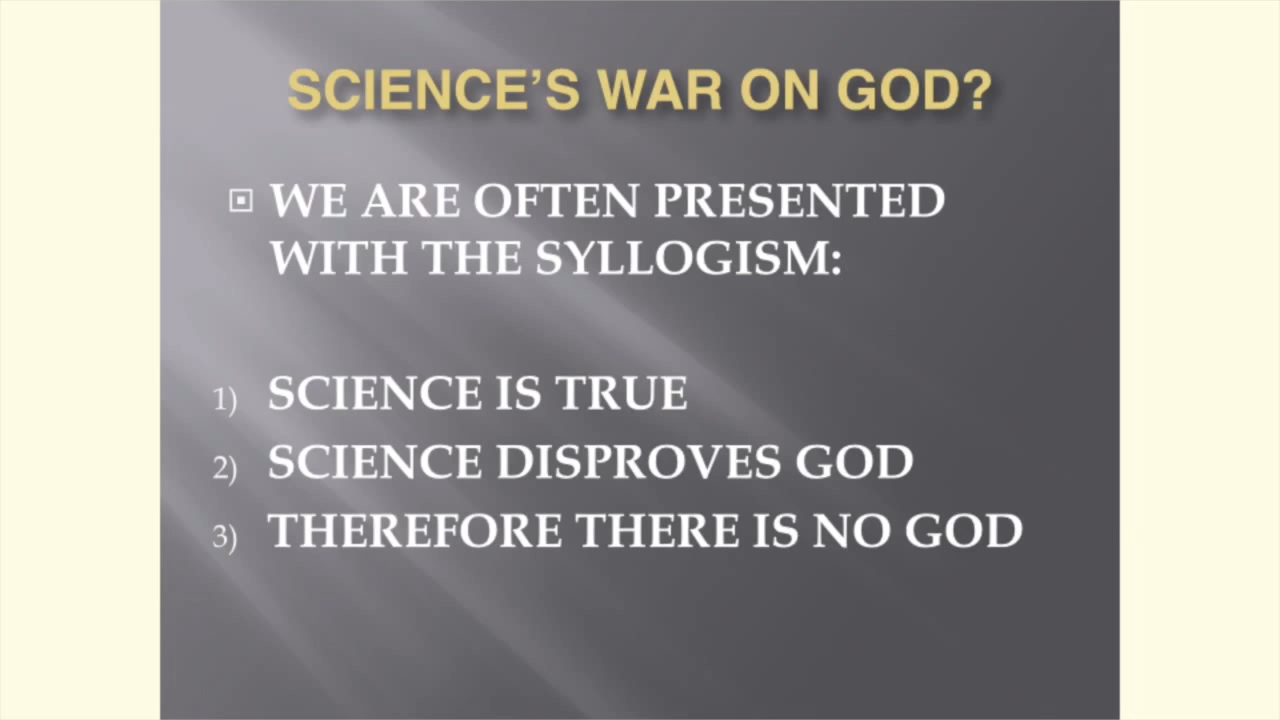 SCIENCE’S WAR ON GOD?
WE ARE OFTEN PRESENTED
WITH THE SYLLOGISM:
1) SCIENCE IS TRUE
2) SCIENCE DISPROVES GOD
3) THEREFORE THERE IS NO GOD